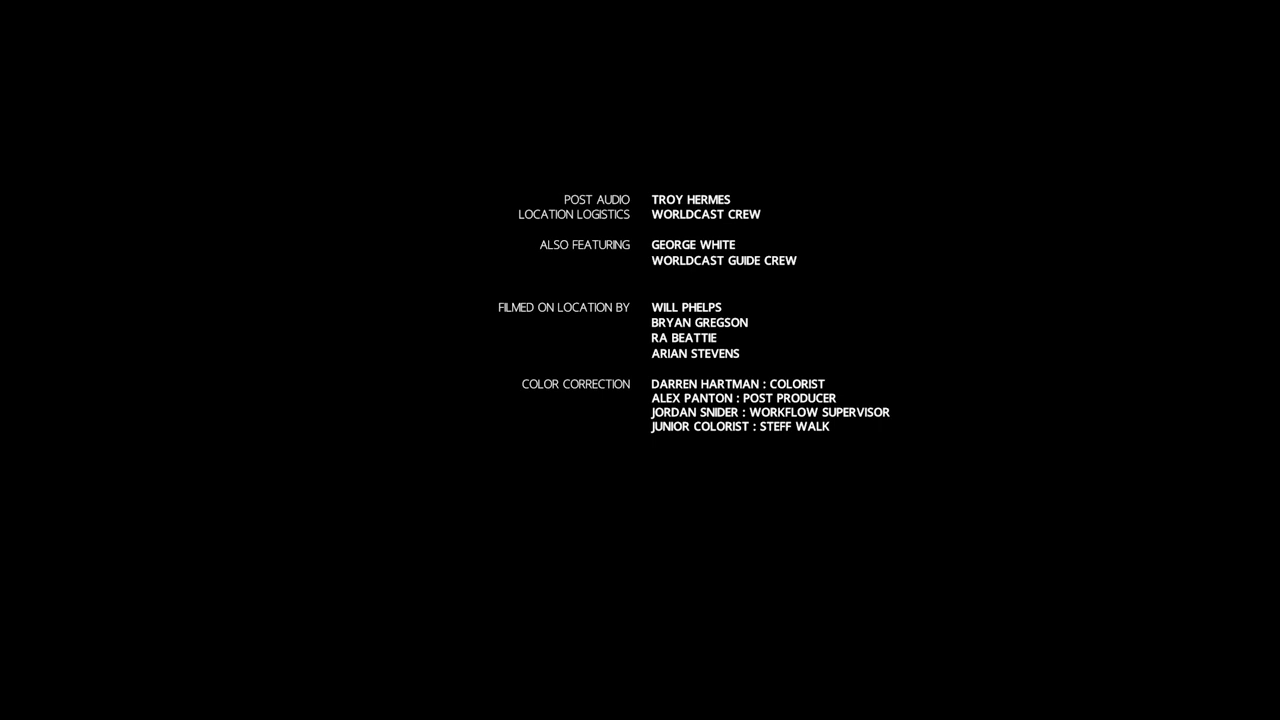 POST AUDIO TROY HERMES
LOCATION LOGISTICS WORLDCAST CREW
ALSO FEATURING GEORGE WHITE
WORLDCAST GUIDE CREW
FILMED ON LOCATION BY WILL PHELPS
BRYAN GREGSON
RA BEATTIE
ARIAN STEVENS
COLOR CORRECTION DARREN HARTMAN : COLORIST
ALEX PANTON : POST PRODUCER
JORDAN SNIDER : WORKFLOW SUPERVISOR
JUNIOR COLORIST : STEFF WALK